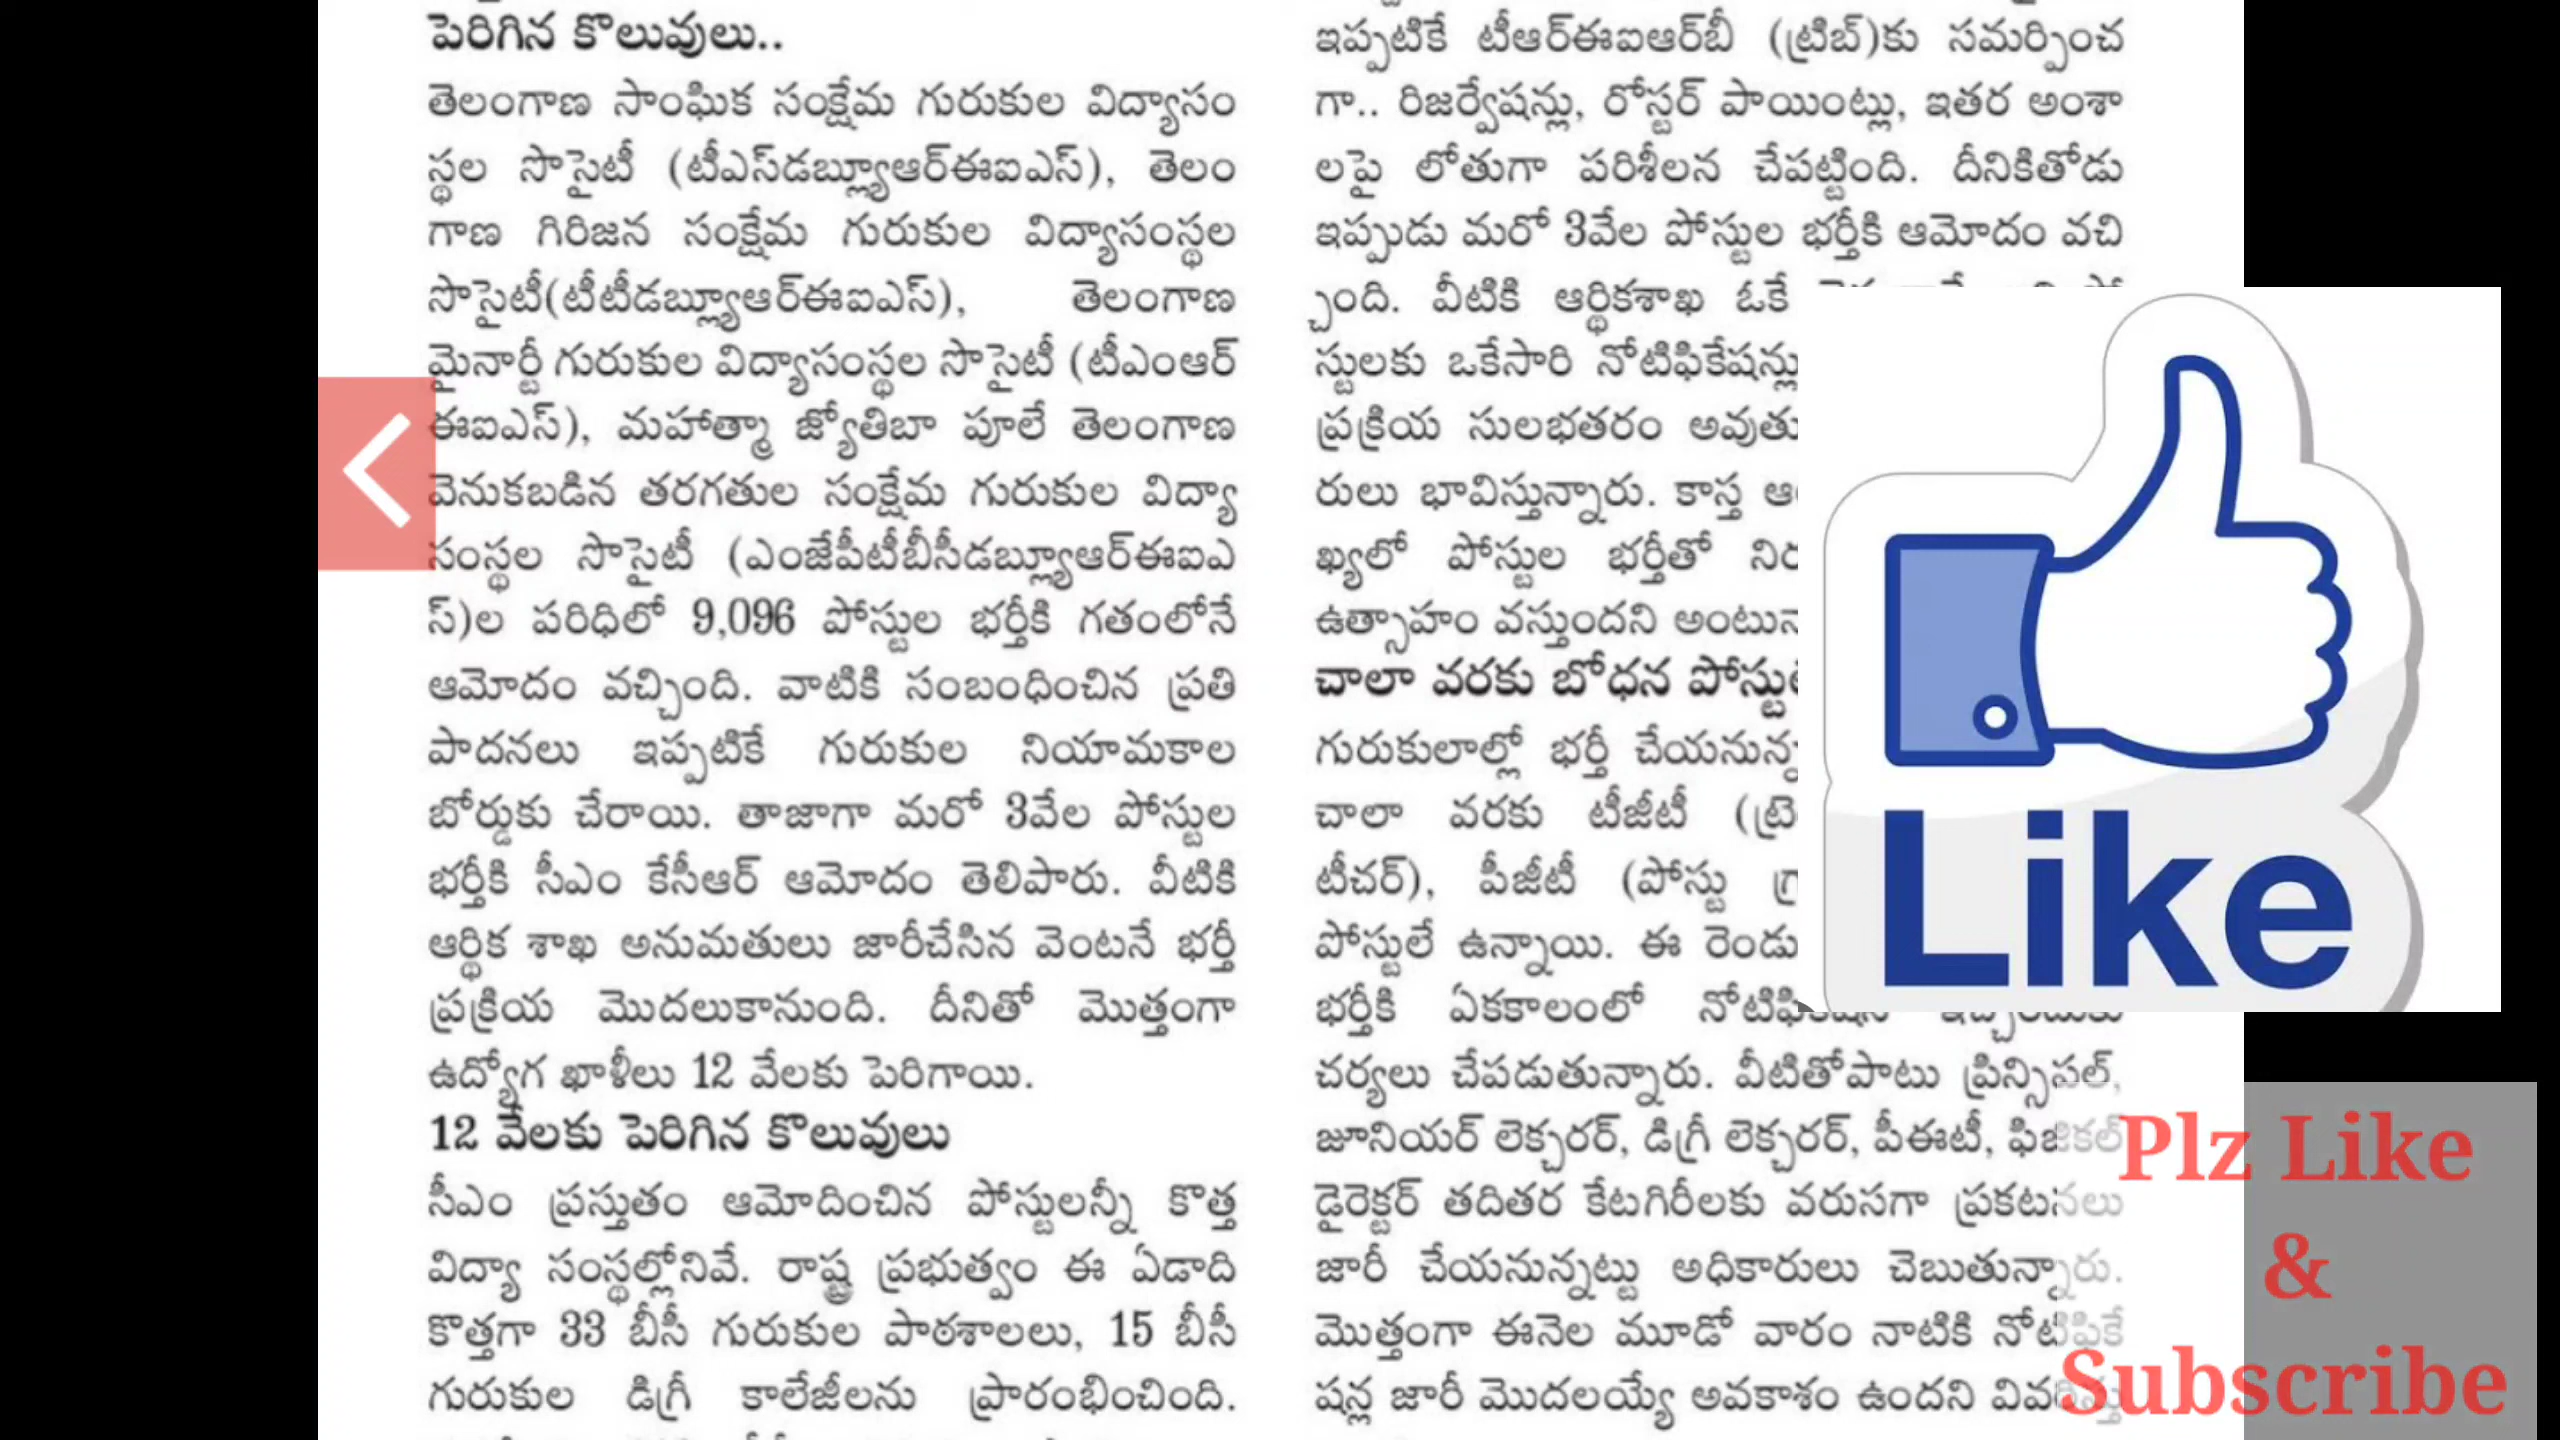 పెరిగిన కొలువులు..
తెలంగాణ సాంఘిక సంక్షేమ గురుకుల విద్యాసం
స్థల సొసైటీ (టీఎస్‌డబ్ల్యూఆర్‌ఈఐఎస్), తెలం
గాణ గిరిజన సంక్షేమ గురుకుల విద్యాసంస్థల
సొసైటీ(టీటీడబ్ల్యూఆర్‌ఈఐఎస్), తెలంగాణ
మైనార్టీ గురుకుల విద్యాసంస్థల సొసైటీ (టీఎంఆర్
ఈఐఎస్), మహాత్మా జ్యోతిబా పూలే తెలంగాణ
వెనుకబడిన తరగతుల సంక్షేమ గురుకుల విద్యా
సంస్థల సొసైటీ (ఎంజేపీటీబీసీడబ్ల్యూఆర్‌ఈఐఎ
స్)ల పరిధిలో 9,096 పోస్టుల భర్తీకి గతంలోనే
ఆమోదం వచ్చింది. వాటికి సంబంధించిన ప్రతి
పాదనలు ఇప్పటికే గురుకుల నియామకాల
బోర్డుకు చేరాయి. తాజాగా మరో 3వేల పోస్టుల
భర్తీకి సీఎం కేసీఆర్ ఆమోదం తెలిపారు. వీటికి
ఆర్థిక శాఖ అనుమతులు జారీచేసిన వెంటనే భర్తీ
ప్రక్రియ మొదలుకానుంది. దీనితో మొత్తంగా
ఉద్యోగ ఖాళీలు 12 వేలకు పెరిగాయి.
12 వేలకు పెరిగిన కొలువులు
సీఎం ప్రస్తుతం ఆమోదించిన పోస్టులన్నీ కొత్త
విద్యా సంస్థల్లోనివే. రాష్ట్ర ప్రభుత్వం ఈ ఏడాది
కొత్తగా 33 బీసీ గురుకుల పాఠశాలలు, 15 బీసీ
గురుకుల డిగ్రీ కాలేజీలను ప్రారంభించింది.
ఇప్పటికే టీఆర్‌ఈఐఆర్‌బీ (ట్రిబ్)కు సమర్పించ
గా.. రిజర్వేషన్లు, రోస్టర్ పాయింట్లు, ఇతర అంశా
లపై లోతుగా పరిశీలన చేపట్టింది. దీనికితోడు
ఇప్పుడు మరో 3వేల పోస్టుల భర్తీకి ఆమోదం వచి
్చంది. వీటికి ఆర్థికశాఖ ఓకే
స్టులకు ఒకేసారి నోటిఫికేషన్లు
ప్రక్రియ సులభతరం
రులు భావిస్తున్నారు. కాస్త
ఖ్యలో పోస్టుల భర్తీతో
ఉత్సాహం వస్తుందని
చాలా వరకు బోధన
గురుకులాల్లో భర్తీ
చాలా వరకు టీజీటీ
టీచర్), పీజీటీ (పోస్టు
పోస్టులే ఉన్నాయి. ఈ రెండు
భర్తీకి ఏకకాలంలో
చర్యలు చేపడుతున్నారు. వీటితోపాటు ప్రిన్సిపల్,
జూనియర్ లెక్చరర్, డిగ్రీ లెక్చరర్, పీఈటీ, ఫిజికల్
డైరెక్టర్ తదితర కేటగిరీలకు వరుసగా ప్రకటనలు
జారీ చేయనున్నట్టు అధికారులు చెబుతున్నారు.
మొత్తంగా ఈనెల మూడో వారం నాటికి నోటిఫికే
షన్ల జారీ మొదలయ్యే అవకాశం ఉందని
Like
Plz Like
&
Subscribe